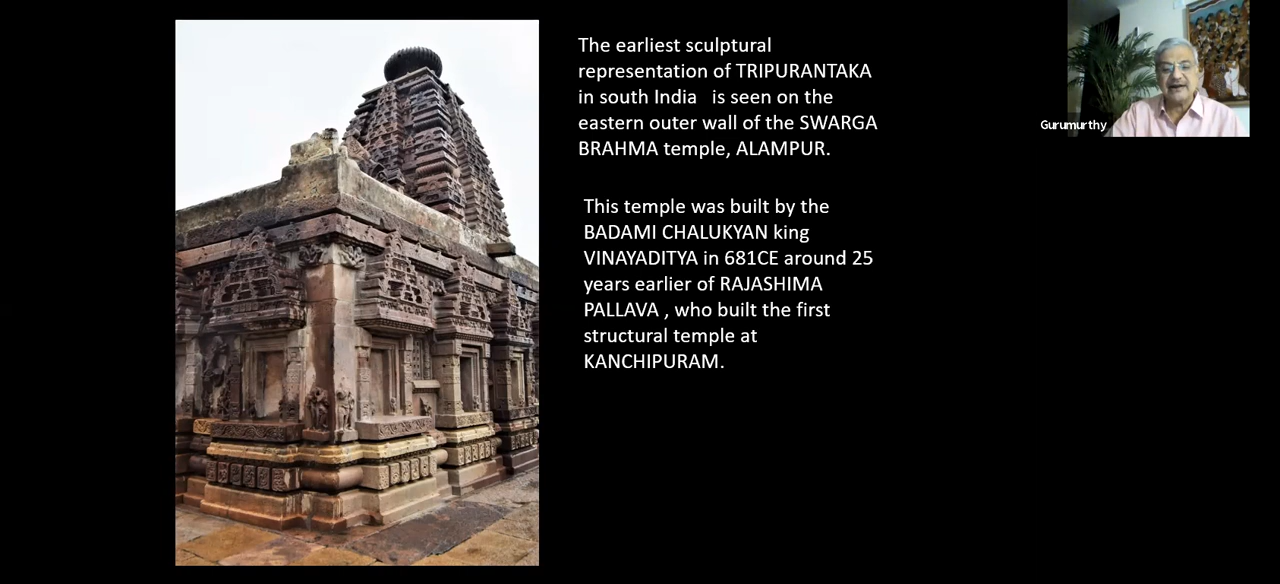 The earliest sculptural
representation of TRIPURANTAKA
in south India   is seen on the
eastern outer wall of the SWARGA
BRAHMA temple, ALAMPUR.
This temple was built by the
BADAMI CHALUKYAN king
VINAYADITYA in 681CE around 25
years earlier of RAJASHIMA
PALLAVA , who built the first
structural temple at
KANCHIPURAM.
Gurumurthy